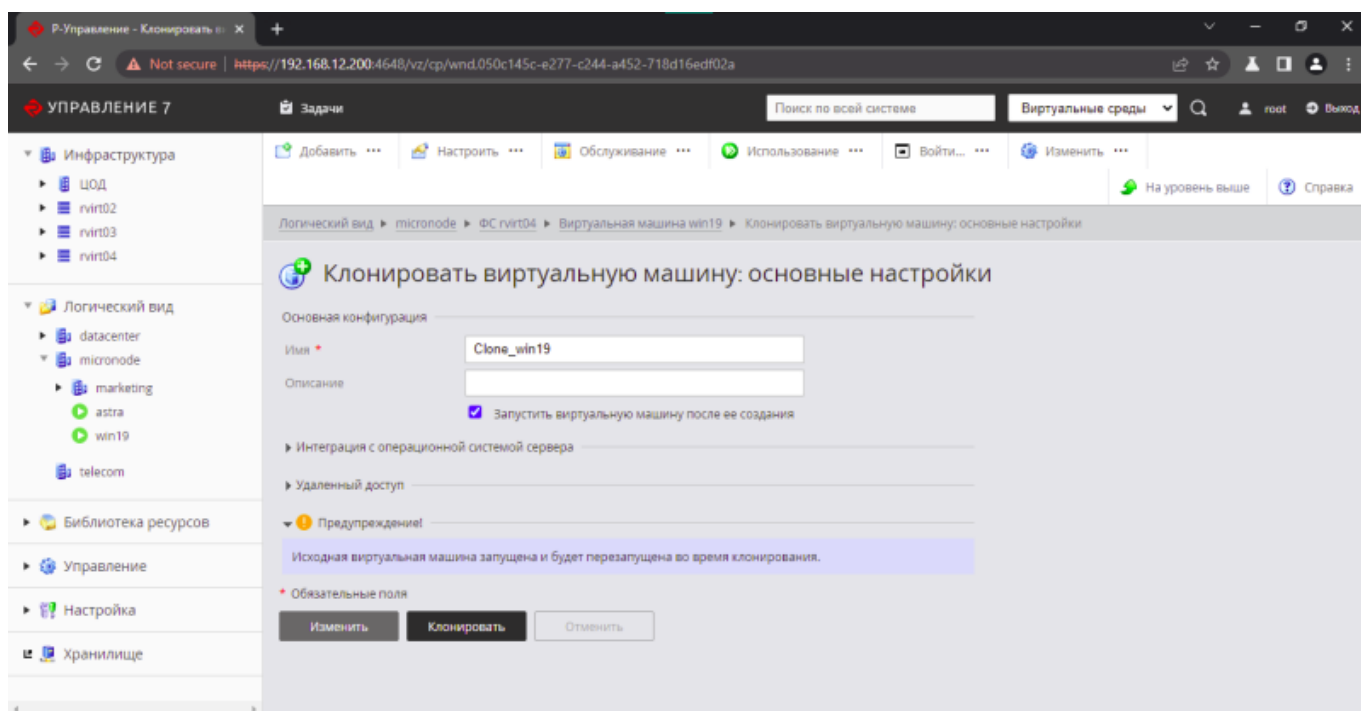 Р-Управление - Клонировать в
Not secure | https://192.168.12.200:4648/vz/cp/wnd.050c145c-e277-c244-a452-718d16edf02a
УПРАВЛЕНИЕ 7
Задачи
Поиск по всей системе
Виртуальные среды
root
Выход
Инфраструктура
ЦОД
rvirt02
rvirt03
rvirt04
Логический вид
datacenter
micronode
marketing
astra
win19
telecom
Библиотека ресурсов
Управление
Настройка
Хранилище
Добавить ...
Настроить ...
Обслуживание ...
Использование ...
Войти... ...
Изменить ...
На уровень выше
Справка
Логический вид ▸ micronode ▸ ФС rvirt04 ▸ Виртуальная машина win19 ▸ Клонировать виртуальную машину: основные настройки
Клонировать виртуальную машину: основные настройки
Основная конфигурация
Имя *
Clone_win19
Описание
Запустить виртуальную машину после ее создания
Интеграция с операционной системой сервера
Удаленный доступ
Предупреждение!
Исходная виртуальная машина запущена и будет перезапущена во время клонирования.
* Обязательные поля
Изменить
Клонировать
Отменить